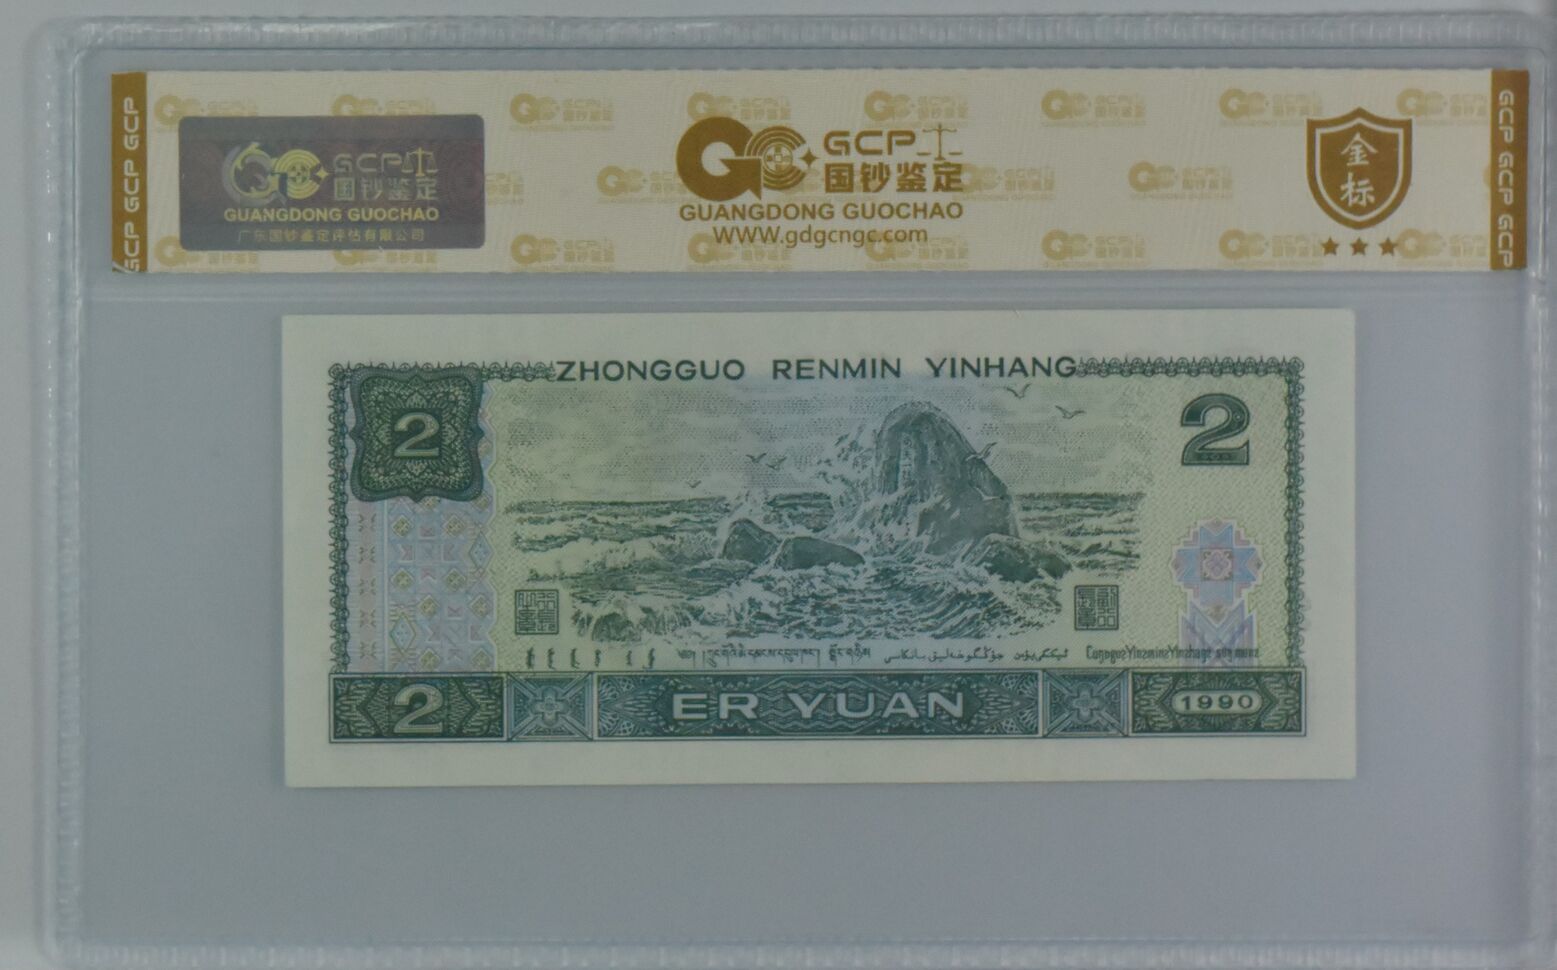 GCP GCP GCP
GCP
国钞鉴定
GUANGDONG GUOCHAO
广东国钞鉴定评估有限公司
GCP
国钞鉴定
GUANGDONG GUOCHAO
WWW.gdgcngc.com
金标
GCP GCP GCP
ZHONGGUO RENMIN YINHANG
2
2
2
ER YUAN
1990